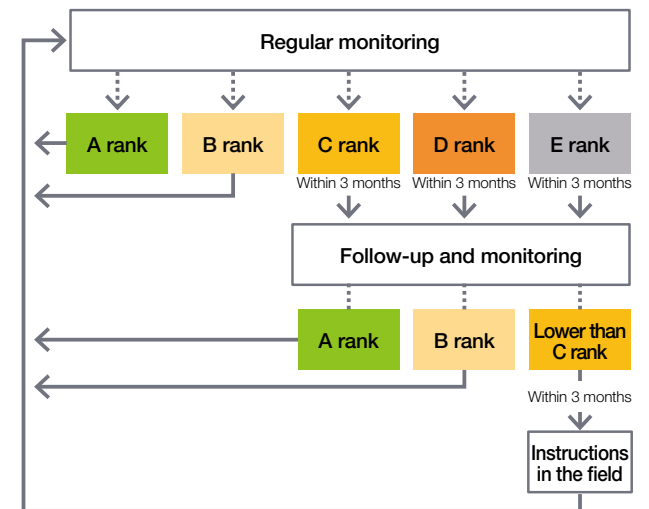 Regular monitoring
A rank
B rank
C rank
D rank
E rank
Within 3 months
Within 3 months
Within 3 months
Follow-up and monitoring
A rank
B rank
Lower than
C rank
Within 3 months
Instructions
in the field